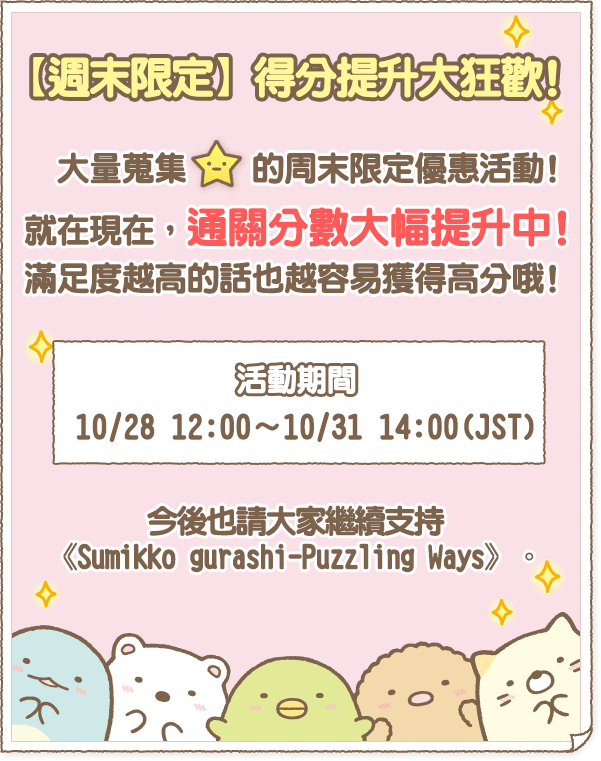 【週末限定】得分提升大狂歡!
大量蒐集 的周末限定優惠活動!
就在現在，通關分數大幅提升中!
滿足度越高的話也越容易獲得高分哦!
活動期間
10/28 12:00～10/31 14:00(JST)
今後也請大家繼續支持
《Sumikko gurashi-Puzzling Ways》。